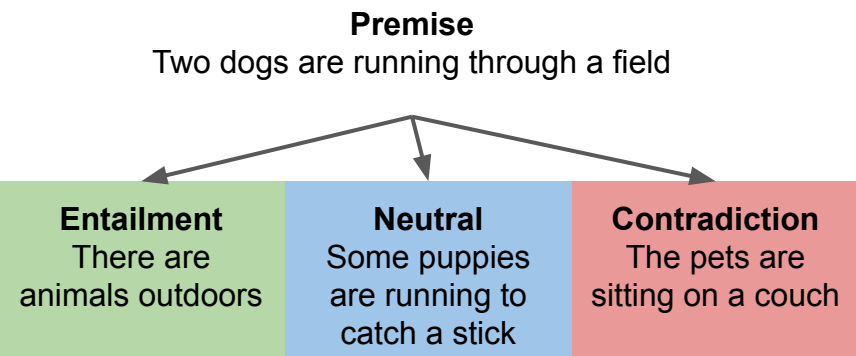 Premise
Two dogs are running through a field
Entailment
There are
animals outdoors
Neutral
Some puppies
are running to
catch a stick
Contradiction
The pets are
sitting on a couch